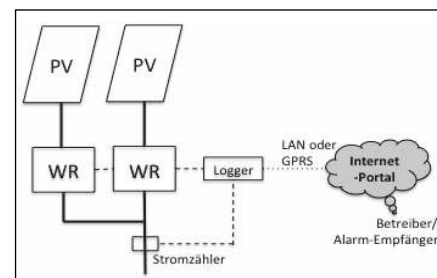 PV
PV
WR
WR
Logger
LAN oder
GPRS
Internet
-Portal
Betreiber/
Alarm-Empfänger
Stromzähler